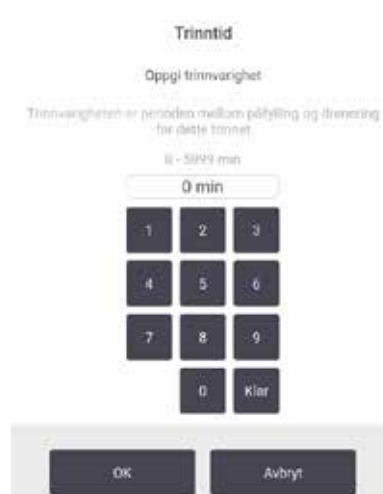 Trinntid
Oppgi trinnvarighet
Trinnvarigheten er perioden mellom påfylling og drenering
for dette trinnet
0 - 5999 min
0 min
1 2 3
4 5 6
7 8 9
0 Klar
OK Avbryt